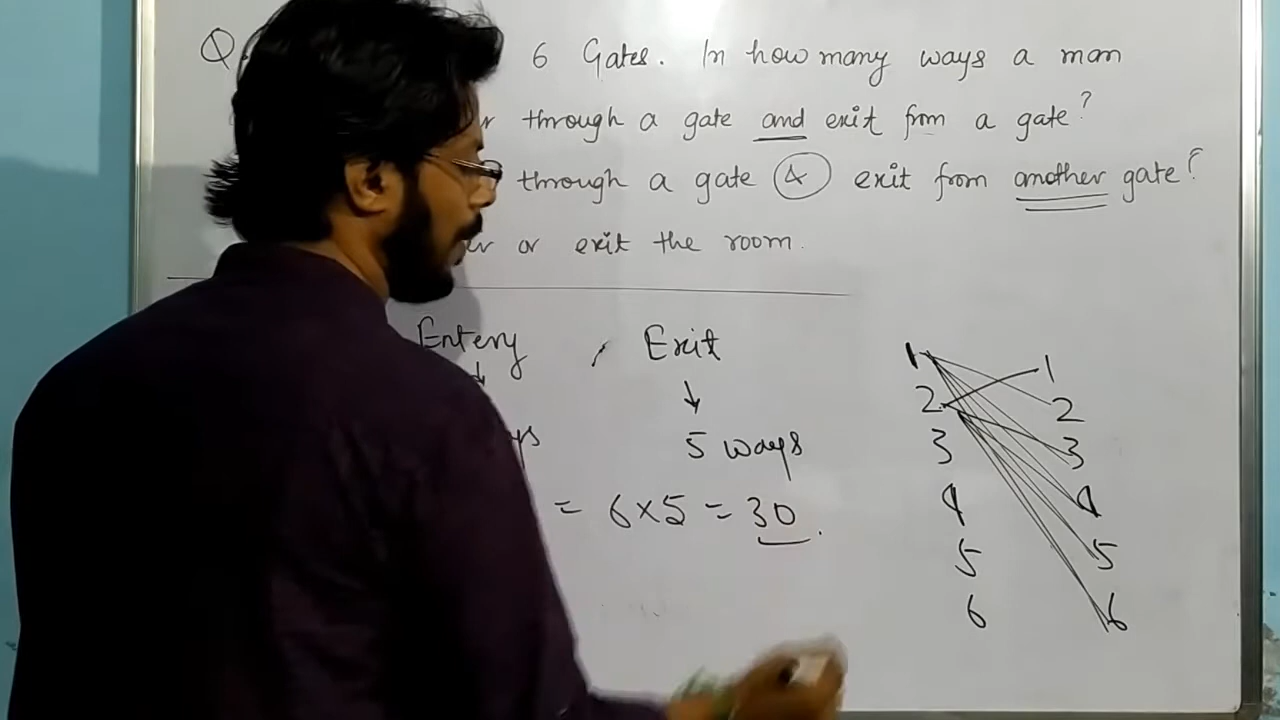 Q. 6 Gates. In how many ways a man
through a gate and exit from a gate?
through a gate & exit from another gate?
or exit the room.
Entery , Exit
↓ ↓
5 ways
= 6×5 = 30.
1 1
2 2
3 3
4 4
5 5
6 6